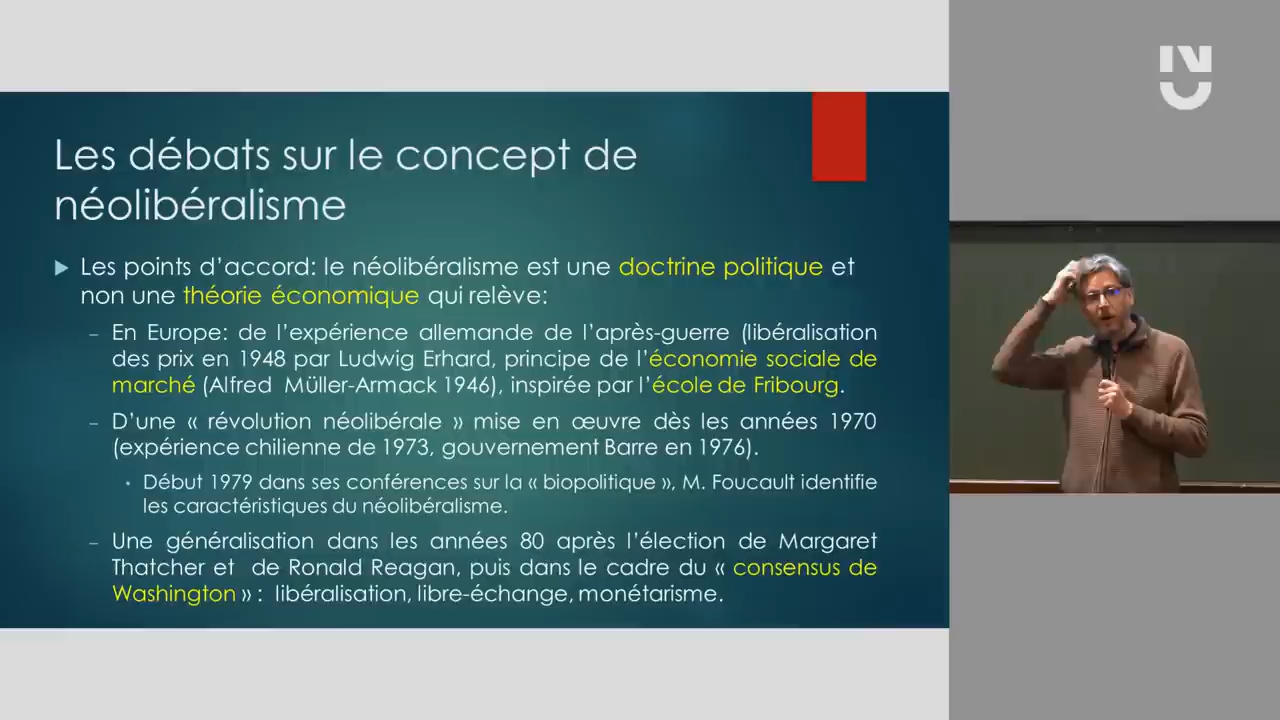 Les débats sur le concept de
néolibéralisme
Les points d’accord: le néolibéralisme est une doctrine politique et
non une théorie économique qui relève:
– En Europe: de l’expérience allemande de l’après-guerre (libéralisation
des prix en 1948 par Ludwig Erhard, principe de l’économie sociale de
marché (Alfred Müller-Armack 1946), inspirée par l’école de Fribourg.
– D’une « révolution néolibérale » mise en œuvre dès les années 1970
(expérience chilienne de 1973, gouvernement Barre en 1976).
• Début 1979 dans ses conférences sur la « biopolitique », M. Foucault identifie
les caractéristiques du néolibéralisme.
– Une généralisation dans les années 80 après l’élection de Margaret
Thatcher et de Ronald Reagan, puis dans le cadre du « consensus de
Washington » : libéralisation, libre-échange, monétarisme.